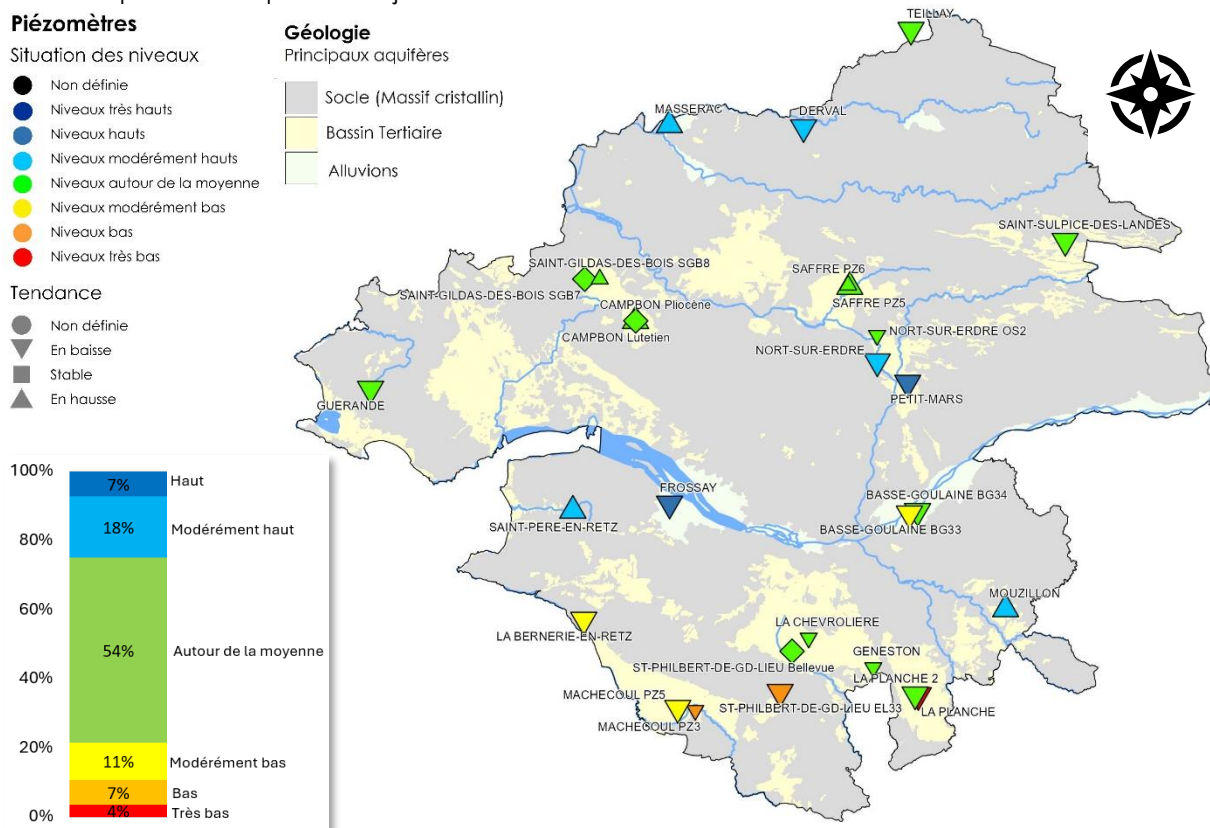 Piézomètres
Situation des niveaux
Non définie
Niveaux très hauts
Niveaux hauts
Niveaux modérément hauts
Niveaux autour de la moyenne
Niveaux modérément bas
Niveaux bas
Niveaux très bas
Tendance
Non définie
En baisse
Stable
En hausse
Géologie
Principaux aquifères
Socle (Massif cristallin)
Bassin Tertiaire
Alluvions
TEILLAY
MASSERAC
DERVAL
SAINT-SULPICE-DES-LANDES
SAINT-GILDAS-DES-BOIS SGB8
SAINT-GILDAS-DES-BOIS SGB7
SAFFRE PZ6
SAFFRE PZ5
CAMPBON Pliocène
CAMPBON Lutetien
NORT-SUR-ERDRE OS2
NORT-SUR-ERDRE
PETIT-MARS
GUERANDE
FROSSAY
SAINT-PERE-EN-RETZ
BASSE-GOULAINE BG34
BASSE-GOULAINE BG33
MOUZILLON
LA BERNERIE-EN-RETZ
LA CHEVROLIERE
ST-PHILBERT-DE-GD-LIEU Bellevue
GENESTON
LA PLANCHE 2
LA PLANCHE
MACHECOUL PZ5
ST-PHILBERT-DE-GD-LIEU EL33
MACHECOUL PZ3
100%
80%
60%
40%
20%
0%
7% Haut
18% Modérément haut
54% Autour de la moyenne
11% Modérément bas
7% Bas
4% Très bas